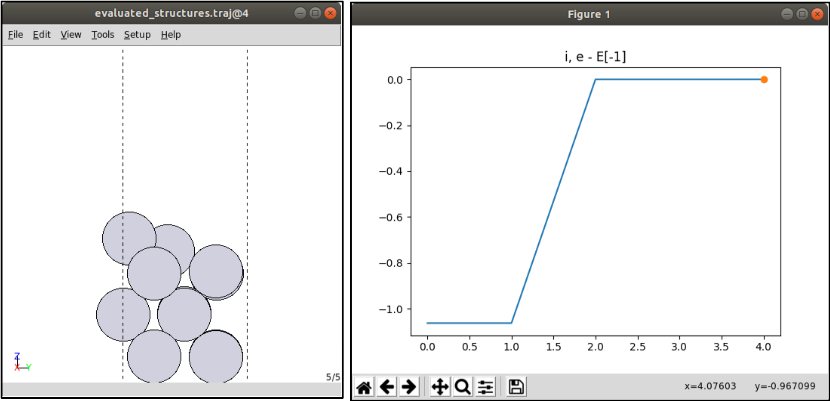 evaluated_structures.traj@4
File Edit View Tools Setup Help
Z
X Y
5/5
Figure 1
i, e - E[-1]
0.0
−0.2
−0.4
−0.6
−0.8
−1.0
0.0 0.5 1.0 1.5 2.0 2.5 3.0 3.5 4.0
x=4.07603 y=-0.967099